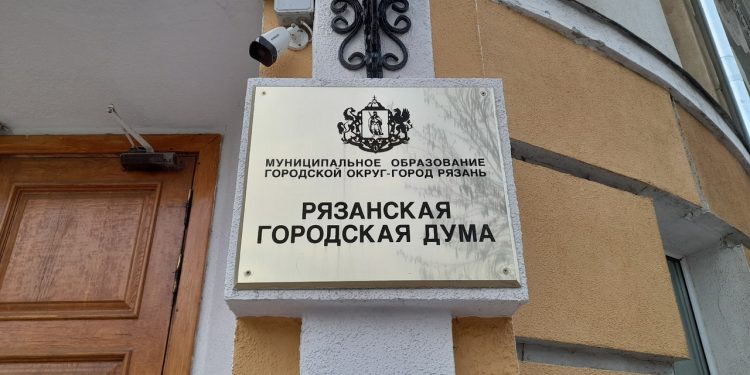 МУНИЦИПАЛЬНОЕ ОБРАЗОВАНИЕ
ГОРОДСКОЙ ОКРУГ-ГОРОД РЯЗАНЬ
РЯЗАНСКАЯ
ГОРОДСКАЯ ДУМА